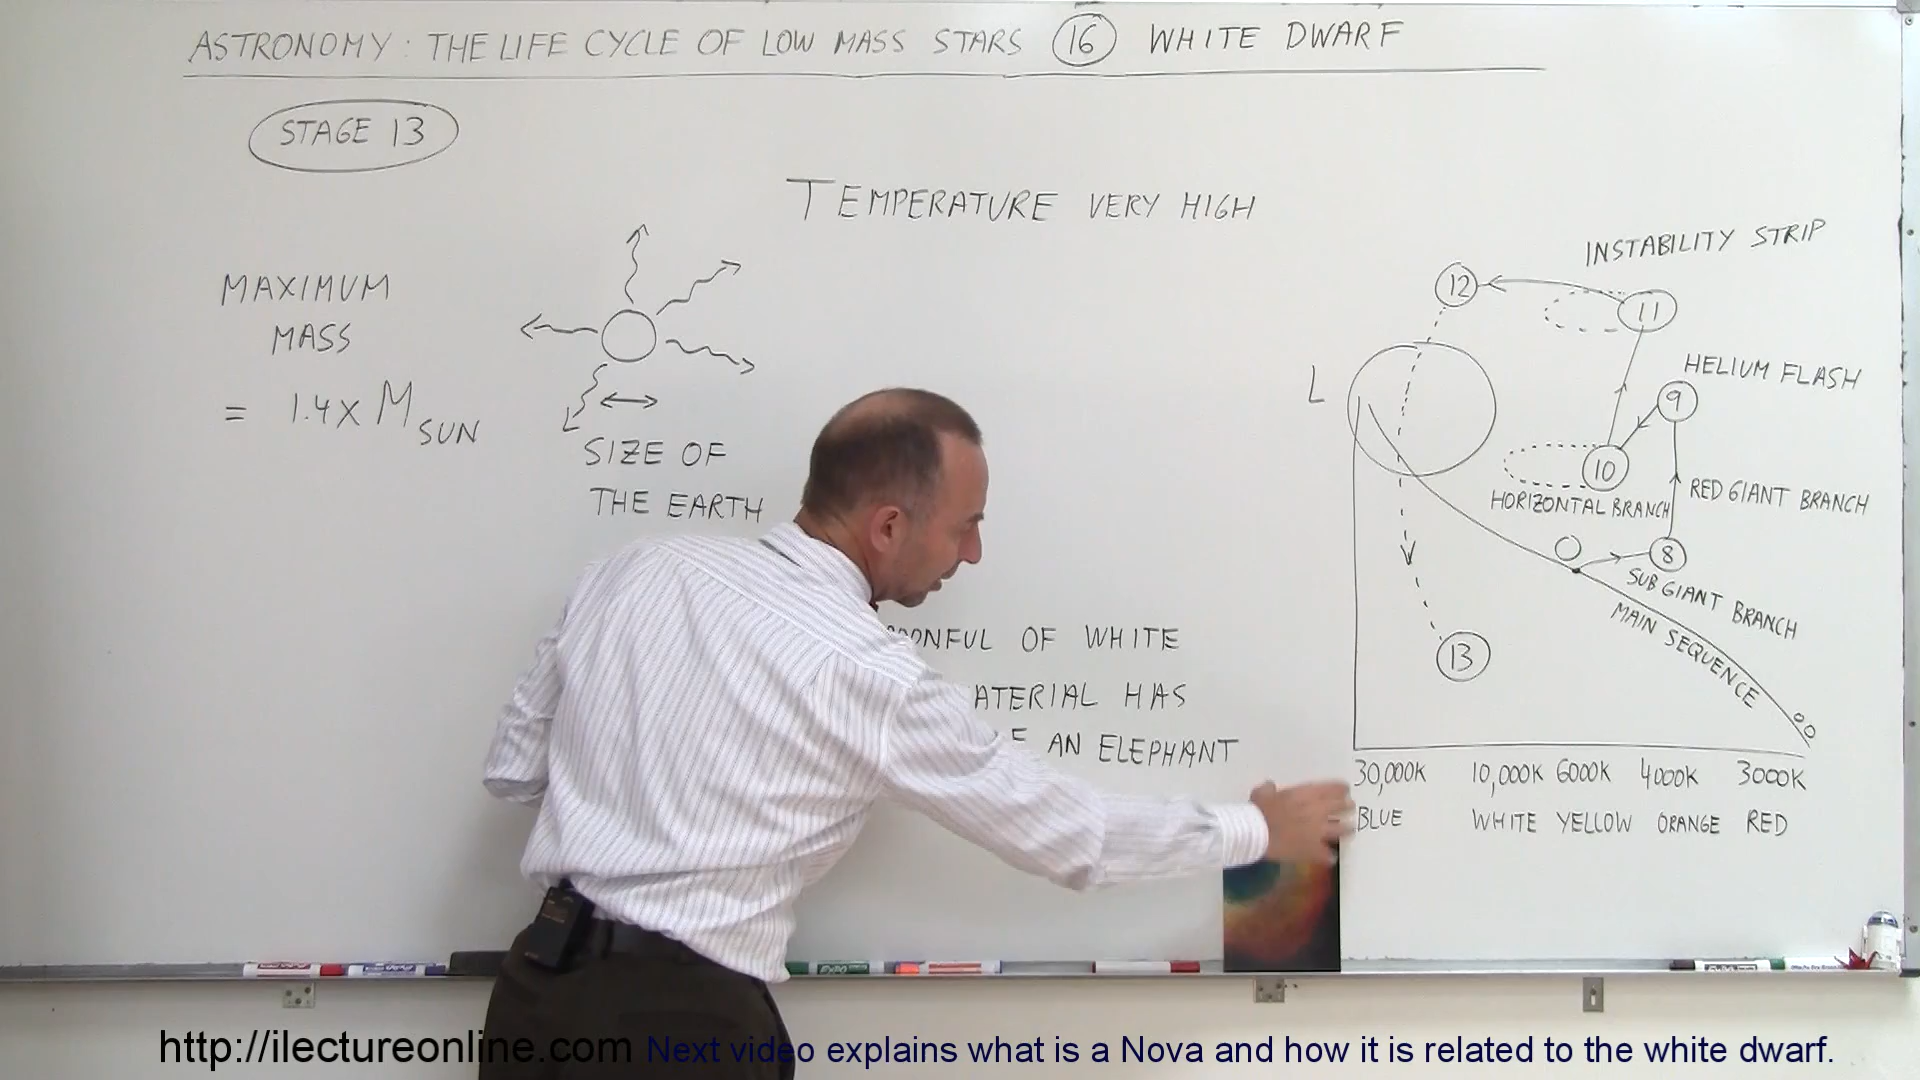 ASTRONOMY: THE LIFE CYCLE OF LOW MASS STARS 16 WHITE DWARF
STAGE 13
TEMPERATURE VERY HIGH
MAXIMUM
MASS
= 1.4 x M SUN
SIZE OF
THE EARTH
OF WHITE
HAS
AN ELEPHANT
INSTABILITY STRIP
12
11
L
HELIUM FLASH
9
10
HORIZONTAL BRANCH
RED GIANT BRANCH
8
SUB GIANT BRANCH
MAIN SEQUENCE
13
30,000K 10,000K 6000K 4000K 3000K
BLUE WHITE YELLOW ORANGE RED
EXPO
http://ilectureonline.com Next video explains what is a Nova and how it is related to the white dwarf.